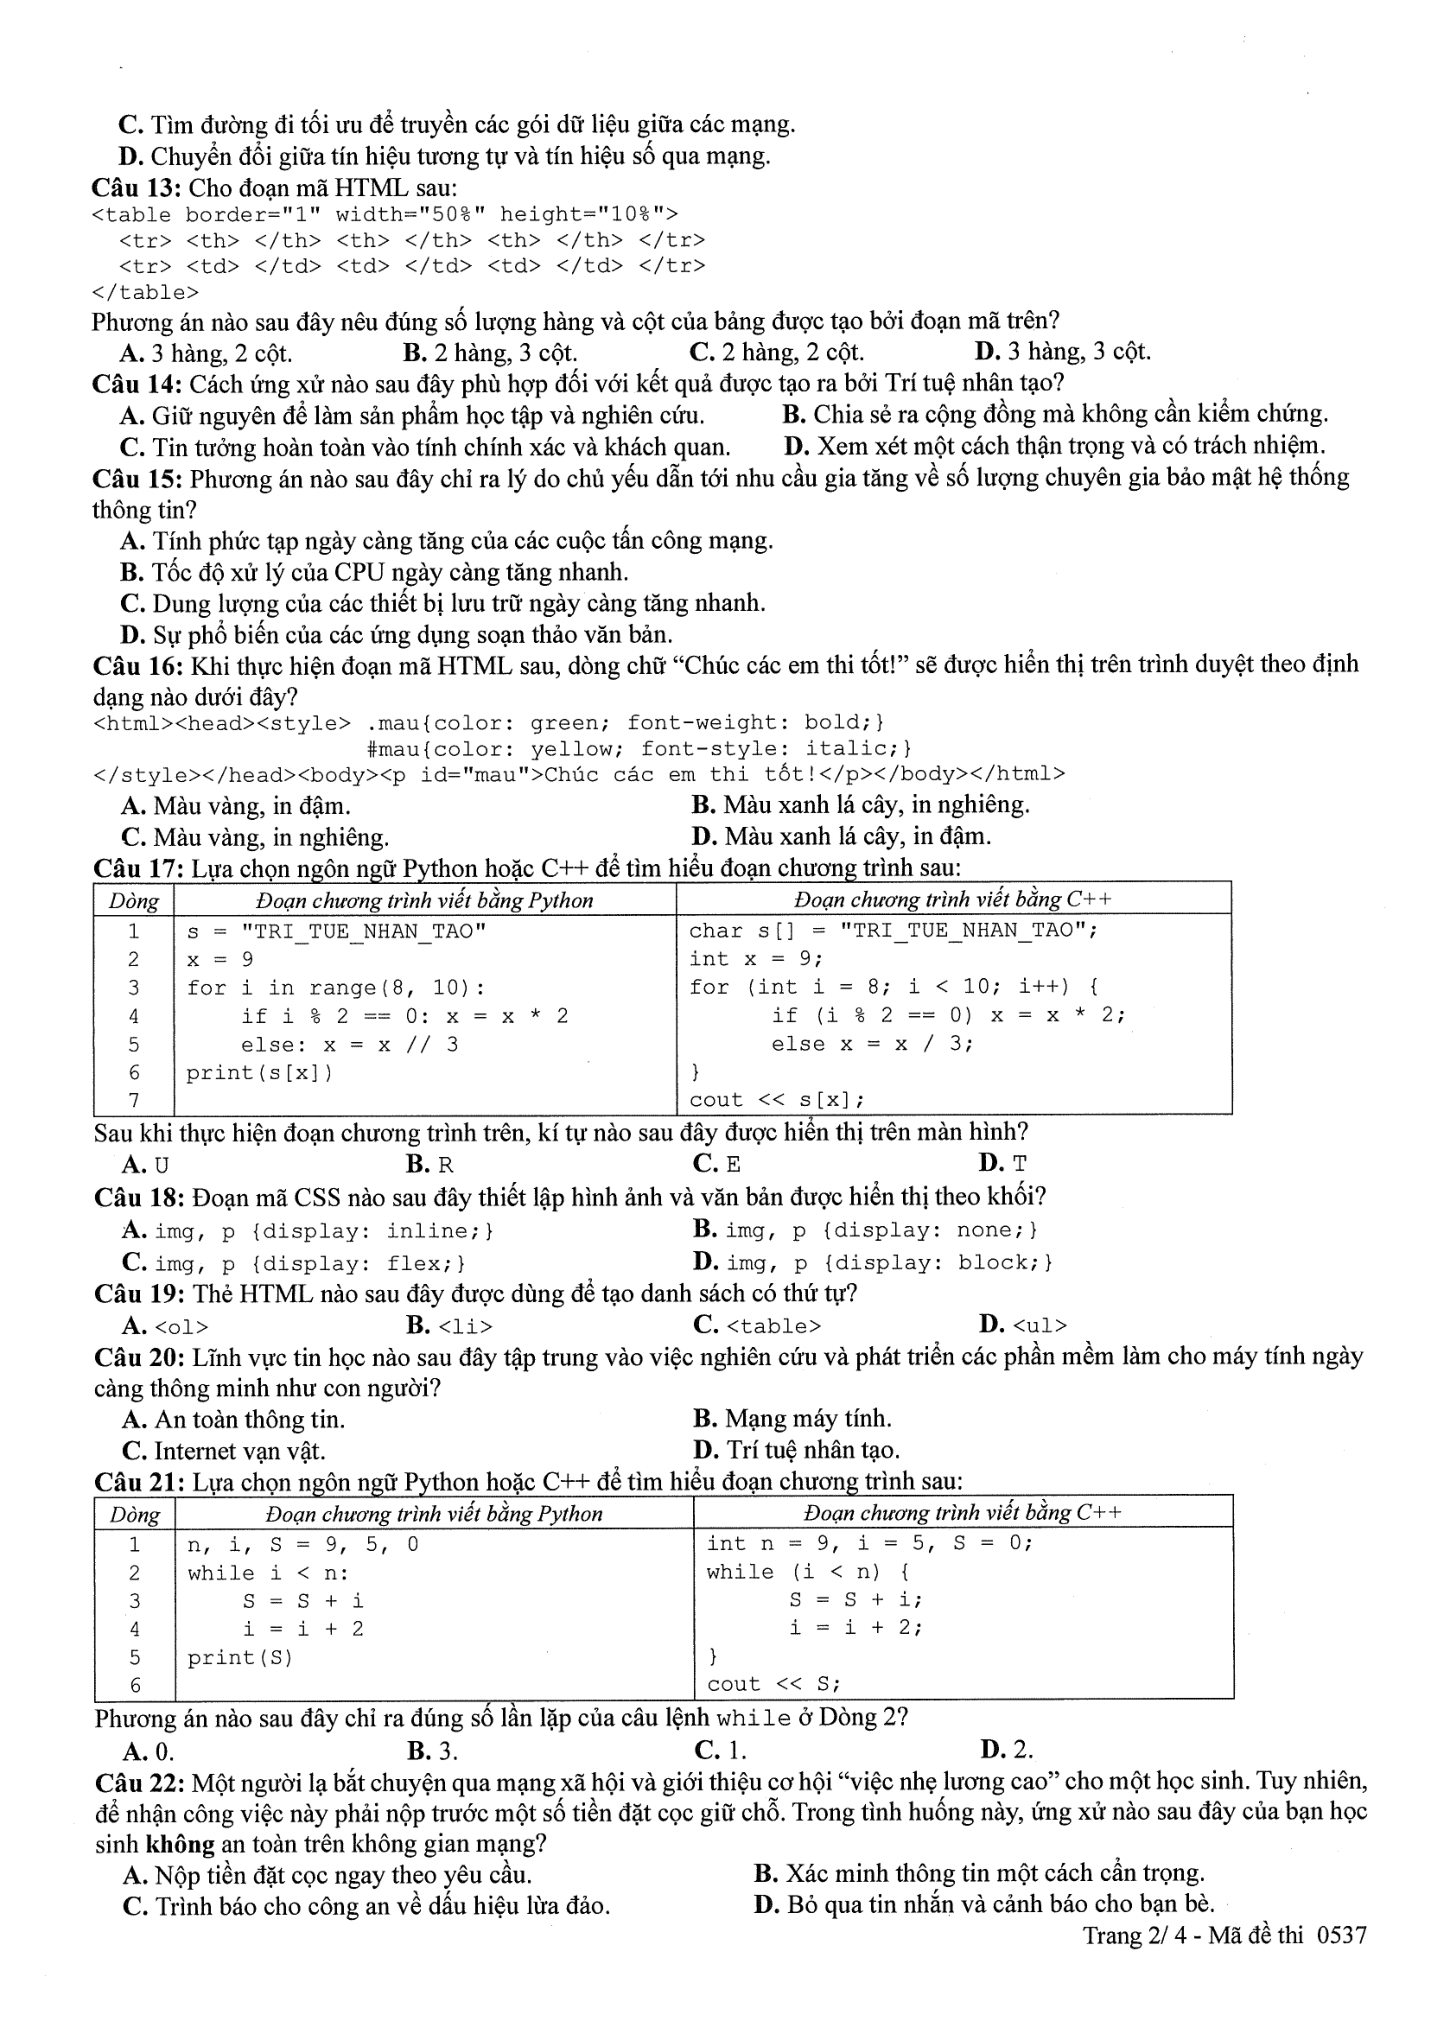 C. Tìm đường đi tối ưu để truyền các gói dữ liệu giữa các mạng.
D. Chuyển đổi giữa tín hiệu tương tự và tín hiệu số qua mạng.
Câu 13: Cho đoạn mã HTML sau:
<table border="1" width="50%" height="10%">
<tr> <th> </th> <th> </th> <th> </th> </tr>
<tr> <td> </td> <td> </td> <td> </td> </tr>
</table>
Phương án nào sau đây nêu đúng số lượng hàng và cột của bảng được tạo bởi đoạn mã trên?
A. 3 hàng, 2 cột. B. 2 hàng, 3 cột. C. 2 hàng, 2 cột. D. 3 hàng, 3 cột.
Câu 14: Cách ứng xử nào sau đây phù hợp đối với kết quả được tạo ra bởi Trí tuệ nhân tạo?
A. Giữ nguyên để làm sản phẩm học tập và nghiên cứu. B. Chia sẻ ra cộng đồng mà không cần kiểm chứng.
C. Tin tưởng hoàn toàn vào tính chính xác và khách quan. D. Xem xét một cách thận trọng và có trách nhiệm.
Câu 15: Phương án nào sau đây chỉ ra lý do chủ yếu dẫn tới nhu cầu gia tăng về số lượng chuyên gia bảo mật hệ thống
thông tin?
A. Tính phức tạp ngày càng tăng của các cuộc tấn công mạng.
B. Tốc độ xử lý của CPU ngày càng tăng nhanh.
C. Dung lượng của các thiết bị lưu trữ ngày càng tăng nhanh.
D. Sự phổ biến của các ứng dụng soạn thảo văn bản.
Câu 16: Khi thực hiện đoạn mã HTML sau, dòng chữ “Chúc các em thi tốt!” sẽ được hiển thị trên trình duyệt theo định
dạng nào dưới đây?
<html><head><style> .mau{color: green; font-weight: bold;}
#mau{color: yellow; font-style: italic;}
</style></head><body><p id="mau">Chúc các em thi tốt!</p></body></html>
A. Màu vàng, in đậm. B. Màu xanh lá cây, in nghiêng.
C. Màu vàng, in nghiêng. D. Màu xanh lá cây, in đậm.
Câu 17: Lựa chọn ngôn ngữ Python hoặc C++ để tìm hiểu đoạn chương trình sau:
Dòng Đoạn chương trình viết bằng Python Đoạn chương trình viết bằng C++
1 s = "TRI_TUE_NHAN_TAO" char s[] = "TRI_TUE_NHAN_TAO";
2 x = 9 int x = 9;
3 for i in range(8, 10): for (int i = 8; i < 10; i++) {
4 if i % 2 == 0: x = x * 2 if (i % 2 == 0) x = x * 2;
5 else: x = x // 3 else x = x / 3;
6 print(s[x]) }
7 cout << s[x];
Sau khi thực hiện đoạn chương trình trên, kí tự nào sau đây được hiển thị trên màn hình?
A. U B. R C. E D. T
Câu 18: Đoạn mã CSS nào sau đây thiết lập hình ảnh và văn bản được hiển thị theo khối?
A. img, p {display: inline;} B. img, p {display: none;}
C. img, p {display: flex;} D. img, p {display: block;}
Câu 19: Thẻ HTML nào sau đây được dùng để tạo danh sách có thứ tự?
A. <ol> B. <li> C. <table> D. <ul>
Câu 20: Lĩnh vực tin học nào sau đây tập trung vào việc nghiên cứu và phát triển các phần mềm làm cho máy tính ngày
càng thông minh như con người?
A. An toàn thông tin. B. Mạng máy tính.
C. Internet vạn vật. D. Trí tuệ nhân tạo.
Câu 21: Lựa chọn ngôn ngữ Python hoặc C++ để tìm hiểu đoạn chương trình sau:
Dòng Đoạn chương trình viết bằng Python Đoạn chương trình viết bằng C++
1 n, i, S = 9, 5, 0 int n = 9, i = 5, S = 0;
2 while i < n: while (i < n) {
3 S = S + i S = S + i;
4 i = i + 2 i = i + 2;
5 print(S) }
6 cout << S;
Phương án nào sau đây chỉ ra đúng số lần lặp của câu lệnh while ở Dòng 2?
A. 0. B. 3. C. 1. D. 2.
Câu 22: Một người lạ bắt chuyện qua mạng xã hội và giới thiệu cơ hội “việc nhẹ lương cao” cho một học sinh. Tuy nhiên,
để nhận công việc này phải nộp trước một số tiền đặt cọc giữ chỗ. Trong tình huống này, ứng xử nào sau đây của bạn học
sinh không an toàn trên không gian mạng?
A. Nộp tiền đặt cọc ngay theo yêu cầu. B. Xác minh thông tin một cách cẩn trọng.
C. Trình báo cho công an về dấu hiệu lừa đảo. D. Bỏ qua tin nhắn và cảnh báo cho bạn bè.
Trang 2/ 4 - Mã đề thi 0537